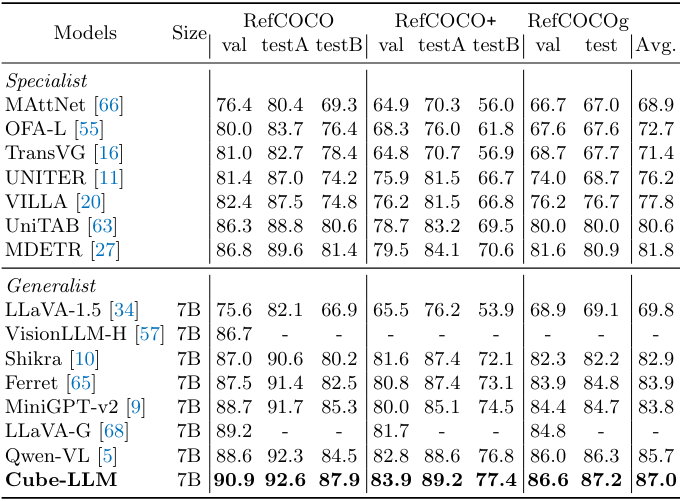 Models Size RefCOCO RefCOCO+ RefCOCOg
val testA testB val testA testB val test Avg.
Specialist
MAttNet [66] 76.4 80.4 69.3 64.9 70.3 56.0 66.7 67.0 68.9
OFA-L [55] 80.0 83.7 76.4 68.3 76.0 61.8 67.6 67.6 72.7
TransVG [16] 81.0 82.7 78.4 64.8 70.7 56.9 68.7 67.7 71.4
UNITER [11] 81.4 87.0 74.2 75.9 81.5 66.7 74.0 68.7 76.2
VILLA [20] 82.4 87.5 74.8 76.2 81.5 66.8 76.2 76.7 77.8
UniTAB [63] 86.3 88.8 80.6 78.7 83.2 69.5 80.0 80.0 80.6
MDETR [27] 86.8 89.6 81.4 79.5 84.1 70.6 81.6 80.9 81.8
Generalist
LLaVA-1.5 [34] 7B 75.6 82.1 66.9 65.5 76.2 53.9 68.9 69.1 69.8
VisionLLM-H [57] 7B 86.7 - - - - - - - -
Shikra [10] 7B 87.0 90.6 80.2 81.6 87.4 72.1 82.3 82.2 82.9
Ferret [65] 7B 87.5 91.4 82.5 80.8 87.4 73.1 83.9 84.8 83.9
MiniGPT-v2 [9] 7B 88.7 91.7 85.3 80.0 85.1 74.5 84.4 84.7 83.8
LLaVA-G [68] 7B 89.2 - - 81.7 - - 84.8 - -
Qwen-VL [5] 7B 88.6 92.3 84.5 82.8 88.6 76.8 86.0 86.3 85.7
Cube-LLM 7B 90.9 92.6 87.9 83.9 89.2 77.4 86.6 87.2 87.0